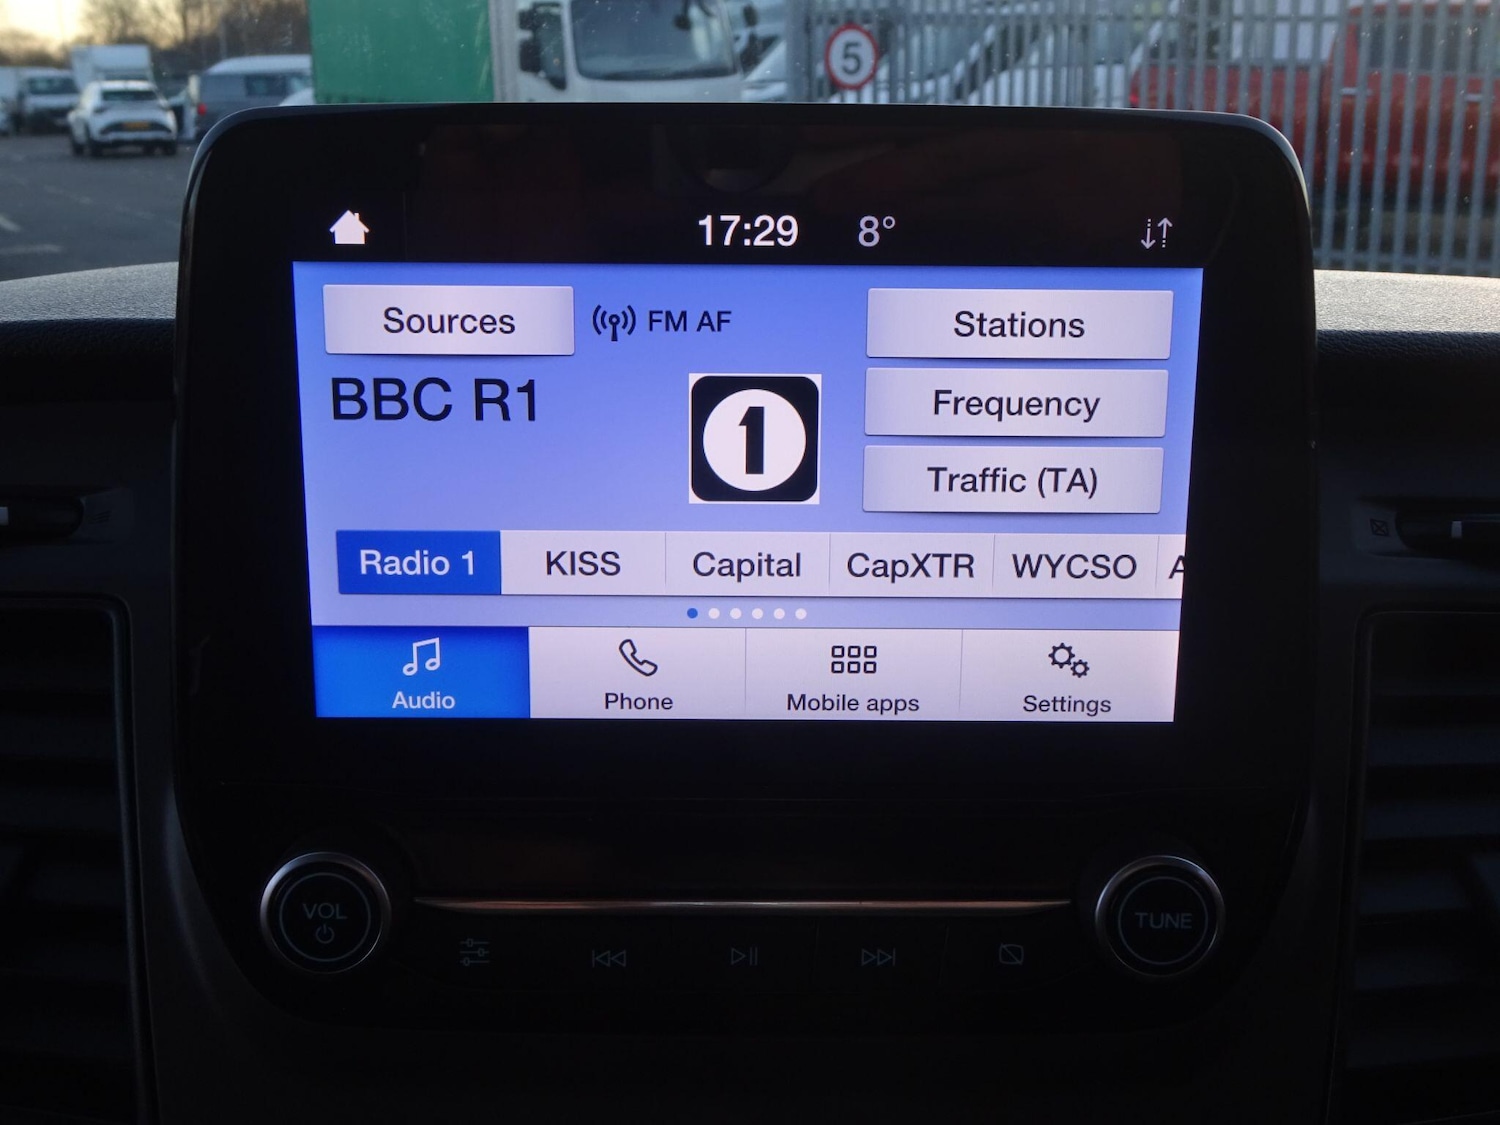 5
17:29 8°
Sources FM AF Stations
BBC R1 1 Frequency
Traffic (TA)
Radio 1 KISS Capital CapXTR WYCSO A
Audio Phone Mobile apps Settings
VOL TUNE